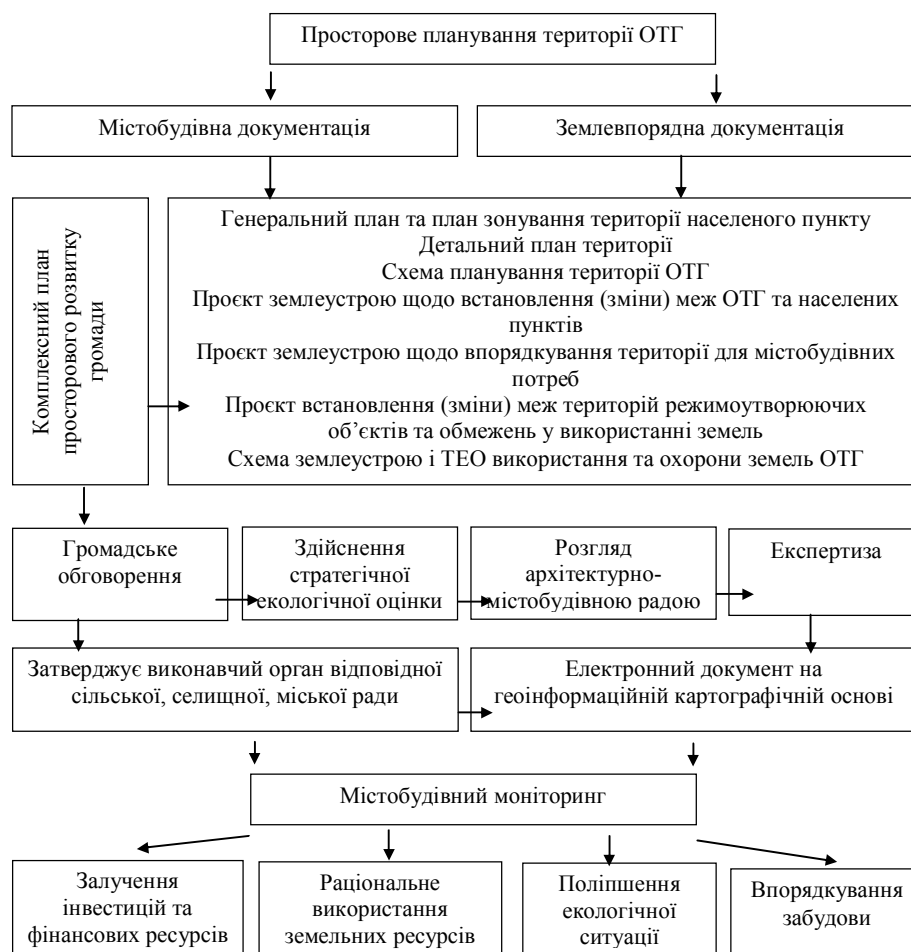 Просторове планування території ОТГ
Містобудівна документація
Землевпорядна документація
Комплексний план
просторового розвитку
громади
Генеральний план та план зонування території населеного пункту
Детальний план території
Схема планування території ОТГ
Проєкт землеустрою щодо встановлення (зміни) меж ОТГ та населених
пунктів
Проєкт землеустрою щодо впорядкування території для містобудівних
потреб
Проєкт встановлення (зміни) меж територій режимоутворюючих
об’єктів та обмежень у використанні земель
Схема землеустрою і ТЕО використання та охорони земель ОТГ
Громадське
обговорення
Здійснення
стратегічної
екологічної оцінки
Розгляд
архітектурно-
містобудівною радою
Експертиза
Затверджує виконавчий орган відповідної
сільської, селищної, міської ради
Електронний документ на
геоінформаційній картографічній основі
Містобудівний моніторинг
Залучення
інвестицій та
фінансових ресурсів
Раціональне
використання
земельних ресурсів
Поліпшення
екологічної
ситуації
Впорядкування
забудови